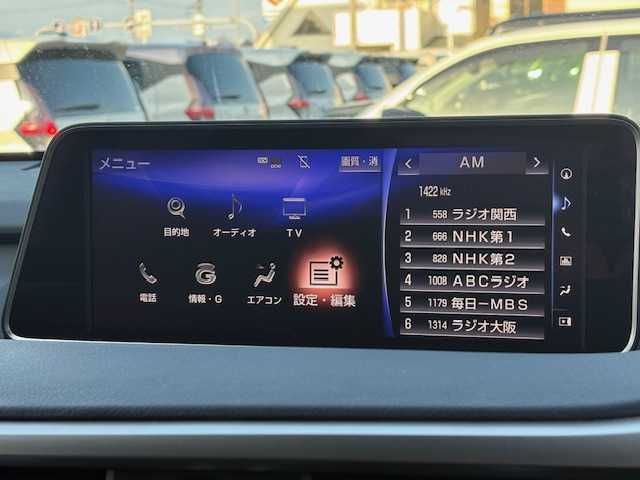 メニュー
画質・消
目的地
オーディオ
TV
電話
情報・G
エアコン
設定・編集
< AM >
1422 kHz
1 558 ラジオ関西
2 666 NHK第1
3 828 NHK第2
4 1008 ABCラジオ
5 1179 毎日ーMBS
6 1314 ラジオ大阪